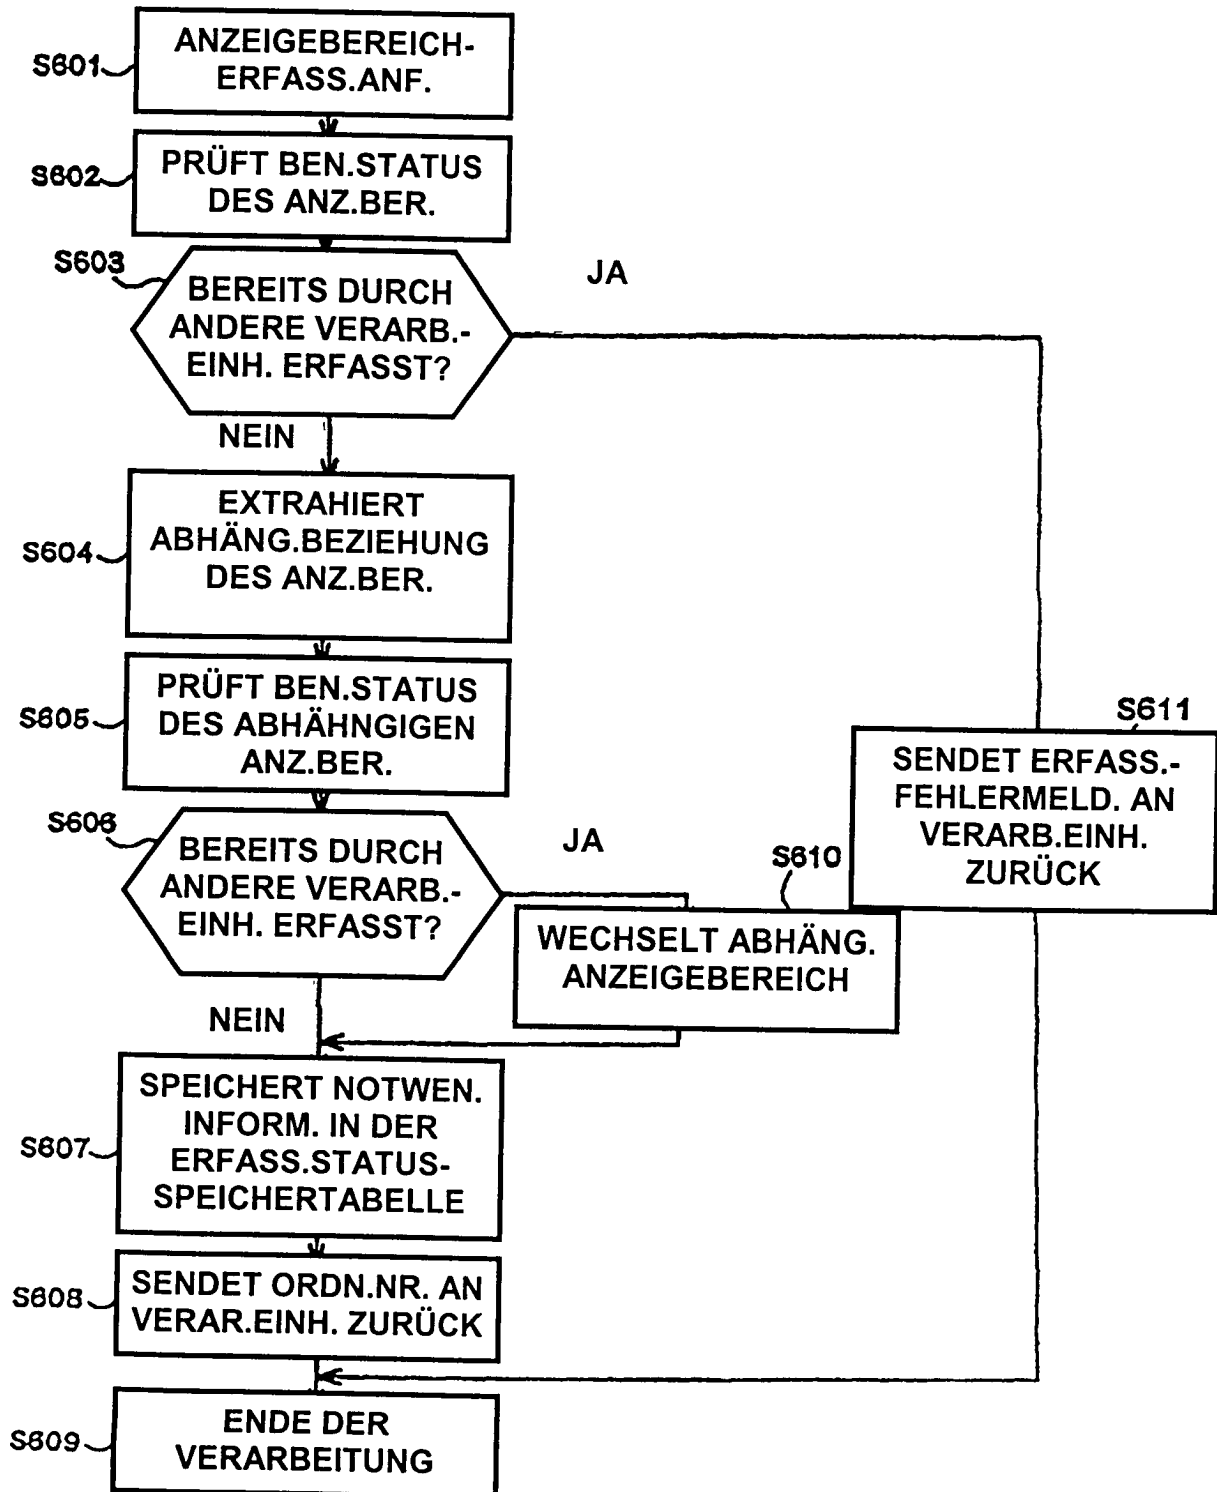 S601
ANZEIGEBEREICH-
ERFASS.ANF.
S602
PRÜFT BEN.STATUS
DES ANZ.BER.
S603
BEREITS DURCH
ANDERE VERARB.-
EINH. ERFASST?
JA
NEIN
S604
EXTRAHIERT
ABHÄNG.BEZIEHUNG
DES ANZ.BER.
S605
PRÜFT BEN.STATUS
DES ABHÄHNGIGEN
ANZ.BER.
S611
SENDET ERFASS.-
FEHLERMELD. AN
VERARB.EINH.
ZURÜCK
S606
BEREITS DURCH
ANDERE VERARB.-
EINH. ERFASST?
JA
S610
WECHSELT ABHÄNG.
ANZEIGEBEREICH
NEIN
S607
SPEICHERT NOTWEN.
INFORM. IN DER
ERFASS.STATUS-
SPEICHERTABELLE
S608
SENDET ORDN.NR. AN
VERAR.EINH. ZURÜCK
S609
ENDE DER
VERARBEITUNG